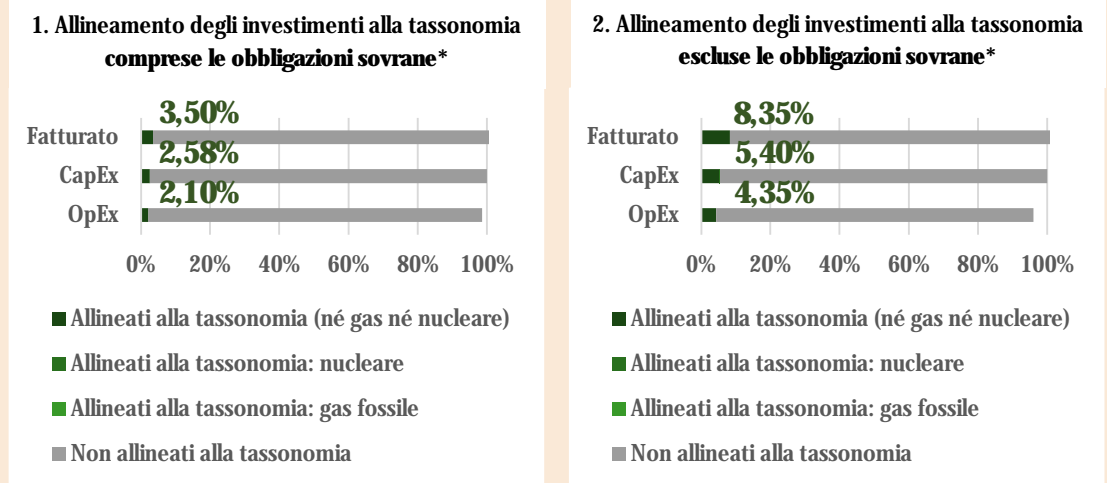 1. Allineamento degli investimenti alla tassonomia
comprese le obbligazioni sovrane*
3,50%
Fatturato
2,58%
CapEx
2,10%
OpEx
0% 20% 40% 60% 80% 100%
Allineati alla tassonomia (né gas né nucleare)
Allineati alla tassonomia: nucleare
Allineati alla tassonomia: gas fossile
Non allineati alla tassonomia
2. Allineamento degli investimenti alla tassonomia
escluse le obbligazioni sovrane*
8,35%
Fatturato
5,40%
CapEx
4,35%
OpEx
0% 20% 40% 60% 80% 100%
Allineati alla tassonomia (né gas né nucleare)
Allineati alla tassonomia: nucleare
Allineati alla tassonomia: gas fossile
Non allineati alla tassonomia